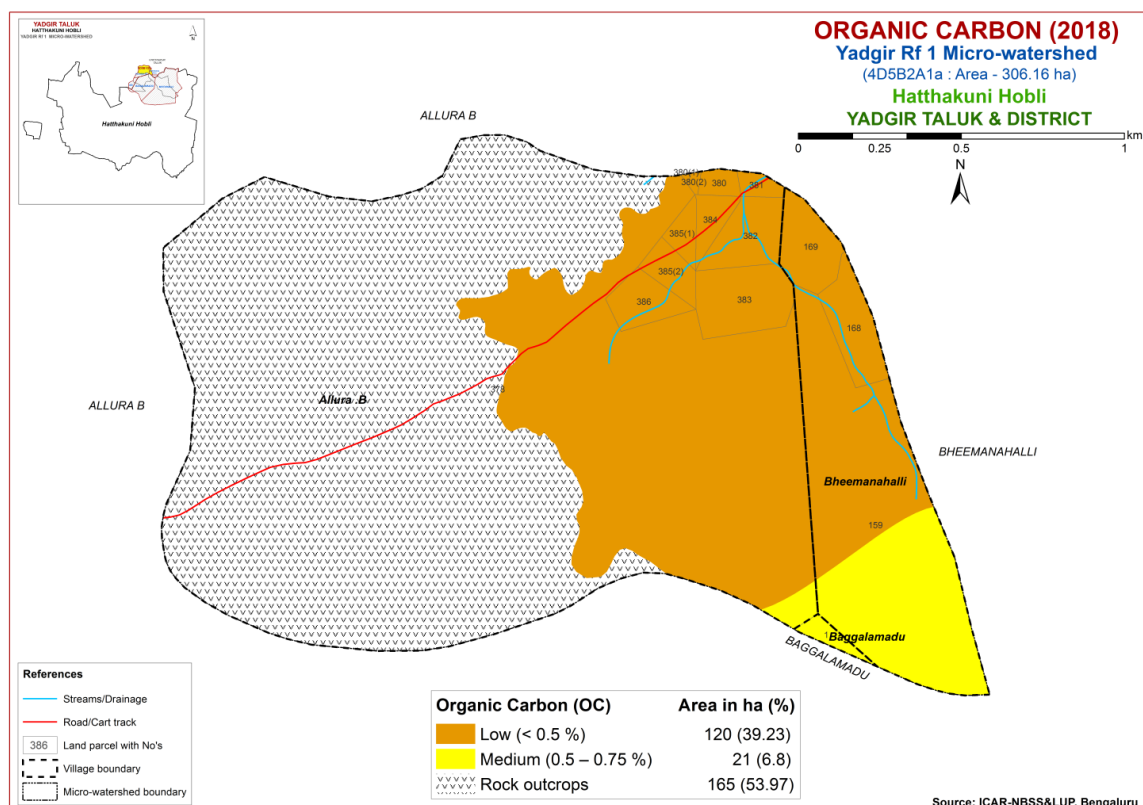 YADGIR TALUK
HATTHAKUNI HOBLI
YADGIR RF 1 MICRO-WATERSHED
N
Hatthakuni Hobli
ORGANIC CARBON (2018)
Yadgir Rf 1 Micro-watershed
(4D5B2A1a : Area - 306.16 ha)
Hatthakuni Hobli
YADGIR TALUK & DISTRICT
km
0 0.25 0.5 1
N
ALLURA B
380(1)
380(2) 380 381
384
385(1) 382
169
385(2)
386 383
168
378
Allura .B
ALLURA B
BHEEMANAHALLI
Bheemanahalli
159
Baggalamadu
BAGGALAMADU
References
Streams/Drainage
Road/Cart track
386 Land parcel with No's
Village boundary
Micro-watershed boundary
Organic Carbon (OC) Area in ha (%)
Low (< 0.5 %) 120 (39.23)
Medium (0.5 – 0.75 %) 21 (6.8)
Rock outcrops 165 (53.97)
Source: ICAR-NBSS&LUP, Bengaluru